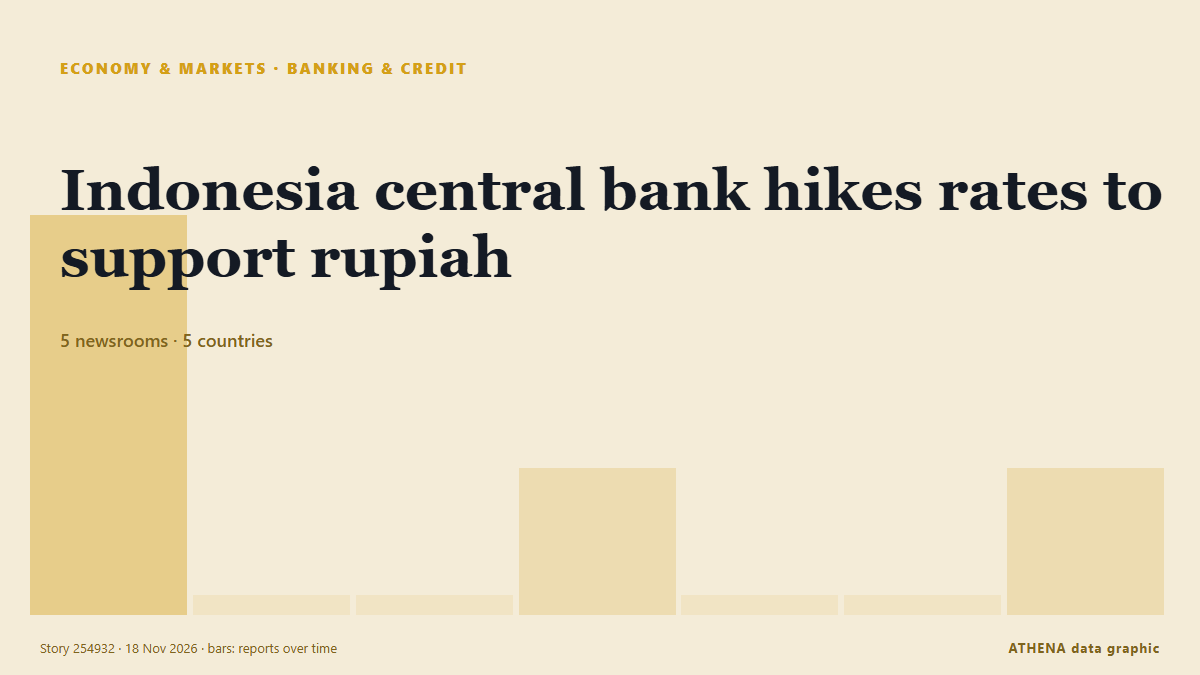 ECONOMY & MARKETS · BANKING & CREDIT
Indonesia central bank hikes rates to
support rupiah
5 newsrooms · 5 countries
Story 254932 · 18 Nov 2026 · bars: reports over time
ATHENA data graphic